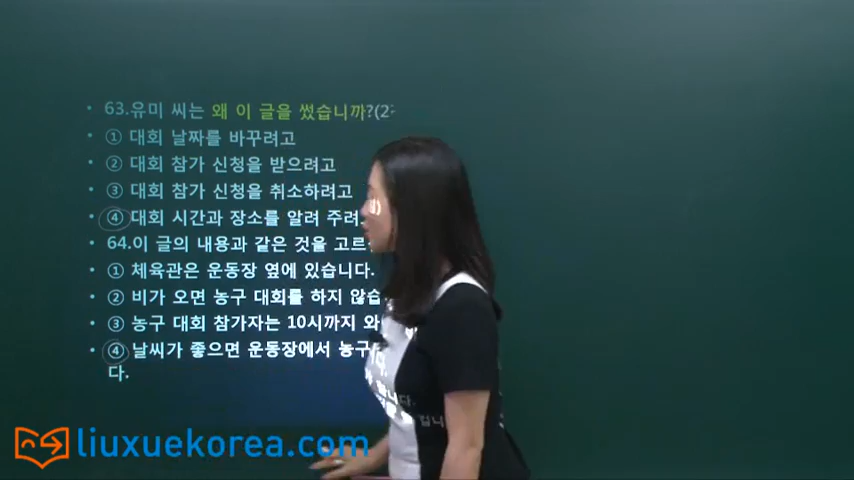 63.유미 씨는 왜 이 글을 썼습니까?(2
① 대회 날짜를 바꾸려고
② 대회 참가 신청을 받으려고
③ 대회 참가 신청을 취소하려고
④ 대회 시간과 장소를 알려 주려
64.이 글의 내용과 같은 것을 고르
① 체육관은 운동장 옆에 있습니다.
② 비가 오면 농구 대회를 하지 않습
③ 농구 대회 참가자는 10시까지 와
④ 날씨가 좋으면 운동장에서 농구
다.
liuxuekorea.com